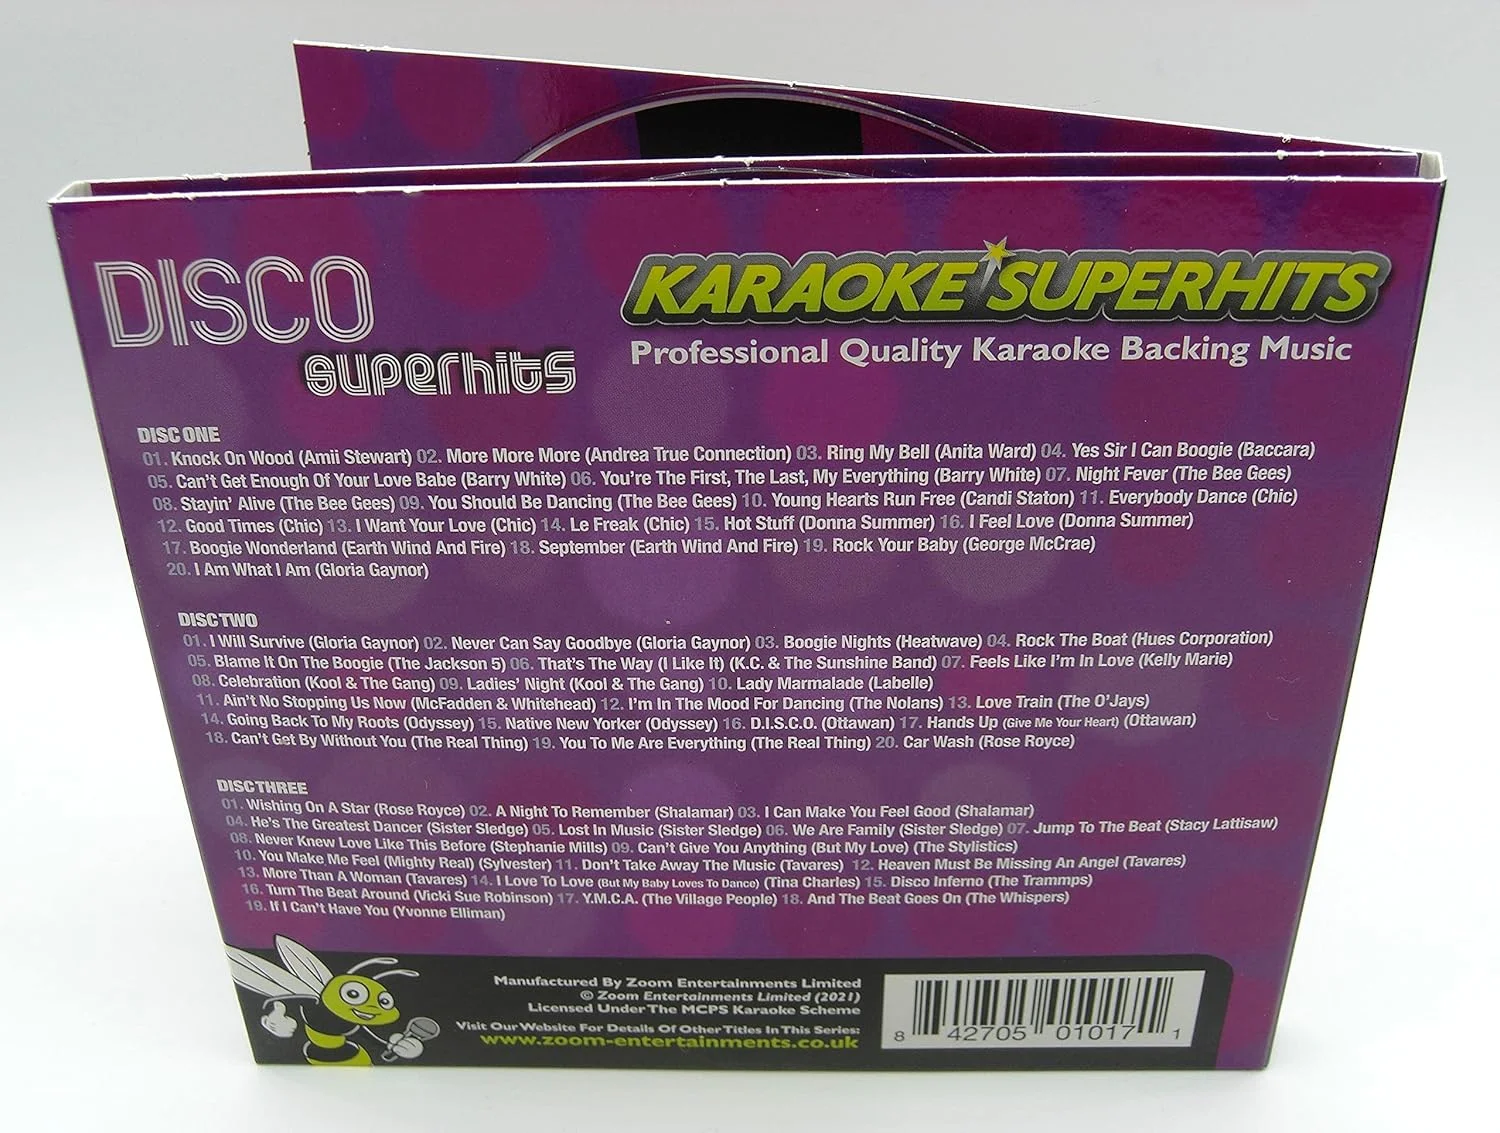 DISCO
superhits
KARAOKE SUPERHITS
Professional Quality Karaoke Backing Music
DISC ONE
01. Knock On Wood (Amii Stewart) 02. More More More (Andrea True Connection) 03. Ring My Bell (Anita Ward) 04. Yes Sir I Can Boogie (Baccara)
05. Can't Get Enough Of Your Love Babe (Barry White) 06. You're The First, The Last, My Everything (Barry White) 07. Night Fever (The Bee Gees)
08. Stayin' Alive (The Bee Gees) 09. You Should Be Dancing (The Bee Gees) 10. Young Hearts Run Free (Candi Staton) 11. Everybody Dance (Chic)
12. Good Times (Chic) 13. I Want Your Love (Chic) 14. Le Freak (Chic) 15. Hot Stuff (Donna Summer) 16. I Feel Love (Donna Summer)
17. Boogie Wonderland (Earth Wind And Fire) 18. September (Earth Wind And Fire) 19. Rock Your Baby (George McCrae)
20. I Am What I Am (Gloria Gaynor)
DISC TWO
01. I Will Survive (Gloria Gaynor) 02. Never Can Say Goodbye (Gloria Gaynor) 03. Boogie Nights (Heatwave) 04. Rock The Boat (Hues Corporation)
05. Blame It On The Boogie (The Jackson 5) 06. That's The Way (I Like It) (K.C. & The Sunshine Band) 07. Feels Like I'm In Love (Kelly Marie)
08. Celebration (Kool & The Gang) 09. Ladies' Night (Kool & The Gang) 10. Lady Marmalade (Labelle)
11. Ain't No Stopping Us Now (McFadden & Whitehead) 12. I'm In The Mood For Dancing (The Nolans) 13. Love Train (The O'Jays)
14. Going Back To My Roots (Odyssey) 15. Native New Yorker (Odyssey) 16. D.I.S.C.O. (Ottawan) 17. Hands Up (Give Me Your Heart) (Ottawan)
18. Can't Get By Without You (The Real Thing) 19. You To Me Are Everything (The Real Thing) 20. Car Wash (Rose Royce)
DISC THREE
01. Wishing On A Star (Rose Royce) 02. A Night To Remember (Shalamar) 03. I Can Make You Feel Good (Shalamar)
04. He's The Greatest Dancer (Sister Sledge) 05. Lost In Music (Sister Sledge) 06. We Are Family (Sister Sledge) 07. Jump To The Beat (Stacy Lattisaw)
08. Never Knew Love Like This Before (Stephanie Mills) 09. Can't Give You Anything (But My Love) (The Stylistics)
10. You Make Me Feel (Mighty Real) (Sylvester) 11. Don't Take Away The Music (Tavares) 12. Heaven Must Be Missing An Angel (Tavares)
13. More Than A Woman (Tavares) 14. I Love To Love (But My Baby Loves To Dance) (Tina Charles) 15. Disco Inferno (The Trammps)
16. Turn The Beat Around (Vicki Sue Robinson) 17. Y.M.C.A. (The Village People) 18. And The Beat Goes On (The Whispers)
19. If I Can't Have You (Yvonne Elliman)
Manufactured By Zoom Entertainments Limited
© Zoom Entertainments Limited (2021)
Licensed Under The MCPS Karaoke Scheme
Visit Our Website For Details Of Other Titles In This Series:
www.zoom-entertainments.co.uk
8 42705 01017 1